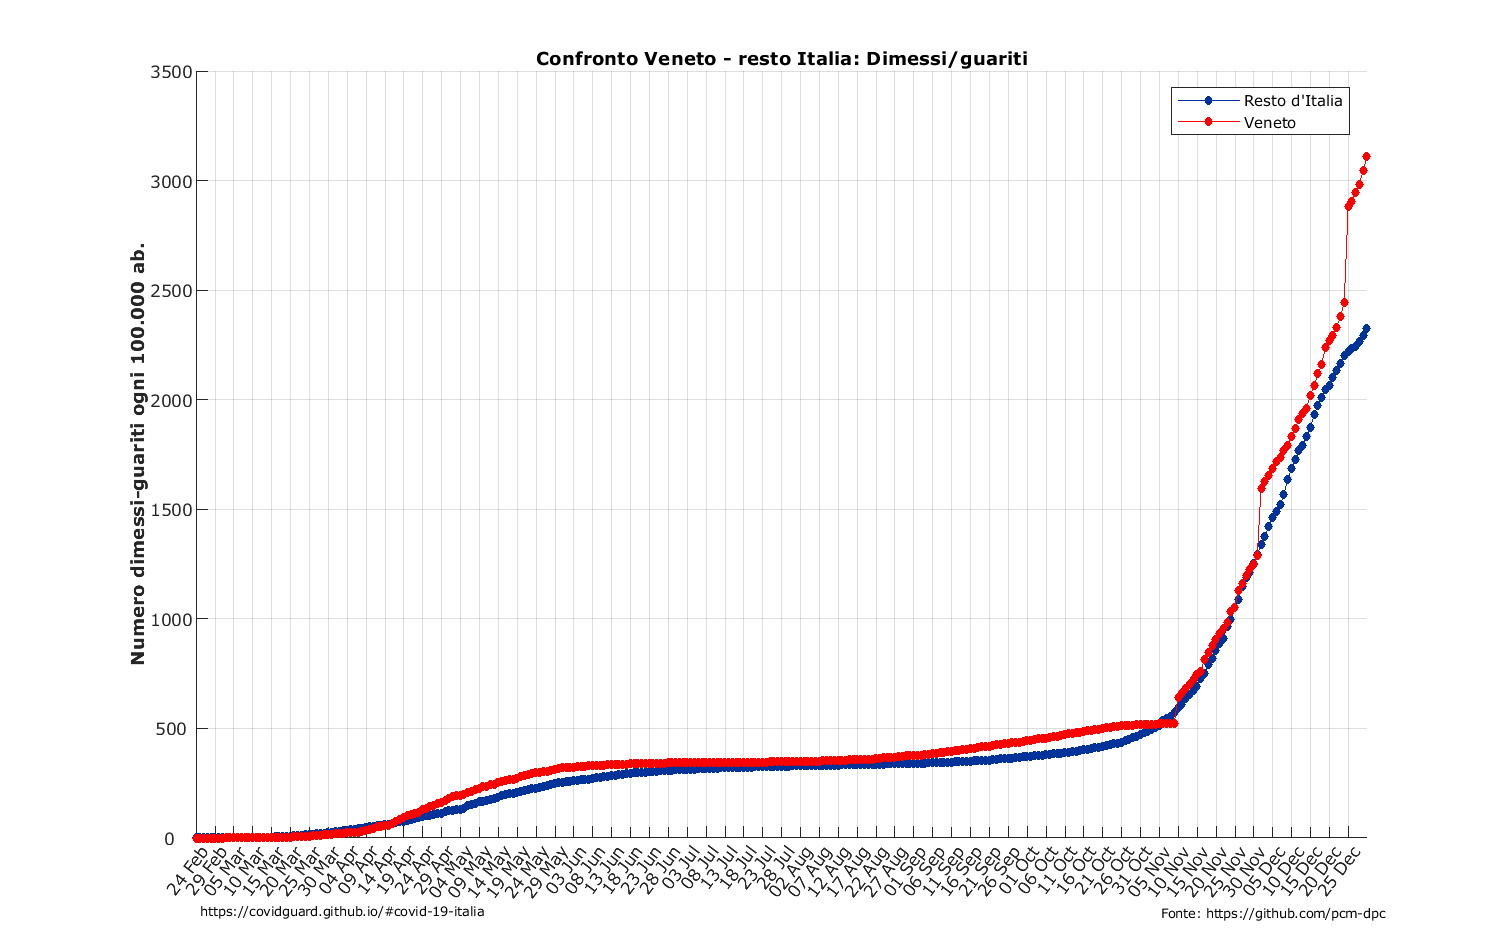 Confronto Veneto - resto Italia: Dimessi/guariti
Resto d'Italia
Veneto
Numero dimessi-guariti ogni 100.000 ab.
3500
3000
2500
2000
1500
1000
500
0
24 Feb
29 Feb
05 Mar
10 Mar
15 Mar
20 Mar
25 Mar
30 Mar
04 Apr
09 Apr
14 Apr
19 Apr
24 Apr
29 Apr
04 May
09 May
14 May
19 May
24 May
29 May
03 Jun
08 Jun
13 Jun
18 Jun
23 Jun
28 Jun
03 Jul
08 Jul
13 Jul
18 Jul
23 Jul
28 Jul
02 Aug
07 Aug
12 Aug
17 Aug
22 Aug
27 Aug
01 Sep
06 Sep
11 Sep
16 Sep
21 Sep
26 Sep
01 Oct
06 Oct
11 Oct
16 Oct
21 Oct
26 Oct
31 Oct
05 Nov
10 Nov
15 Nov
20 Nov
25 Nov
30 Nov
05 Dec
10 Dec
15 Dec
20 Dec
25 Dec
https://covidguard.github.io/#covid-19-italia
Fonte: https://github.com/pcm-dpc